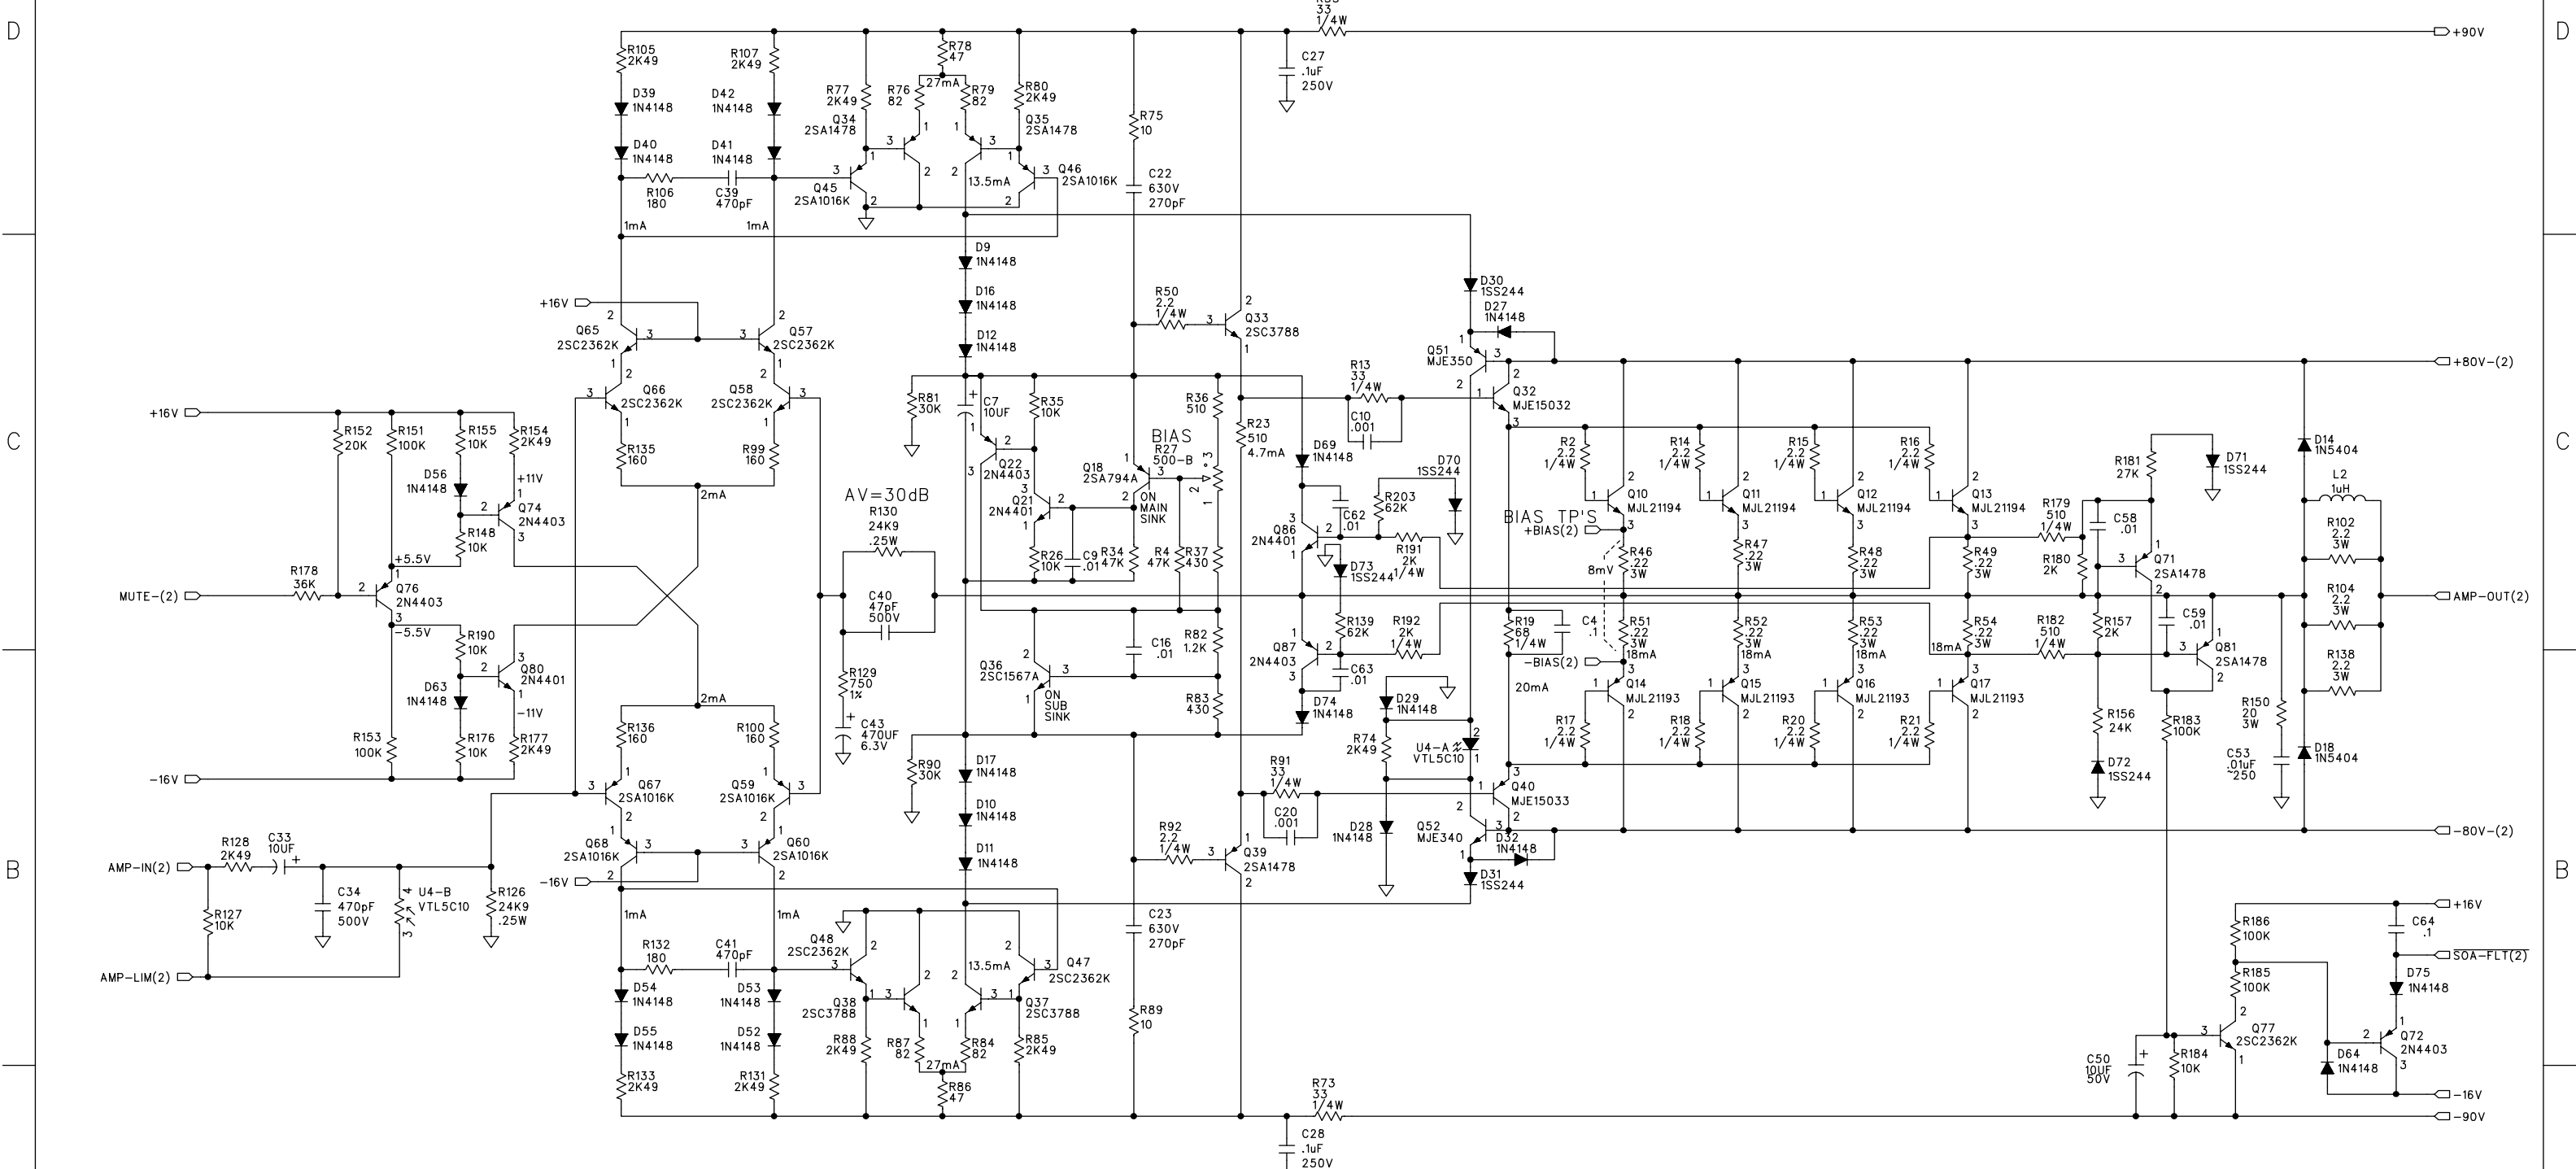 D
33
1/4W
D
+90V
R105
2K49
R107
2K49
R78
47
C27
.1uF
250V
27mA
D39
1N4148
D42
1N4148
R77
2K49
R76
82
R79
82
R80
2K49
Q34
2SA1478
Q35
2SA1478
R75
10
D40
1N4148
D41
1N4148
R106
180
C39
470pF
Q45
2SA1016K
13.5mA
Q46
2SA1016K
C22
630V
270pF
1mA
1mA
D9
1N4148
D16
1N4148
D12
1N4148
+16V
Q65
2SC2362K
Q57
2SC2362K
R50
2.2
1/4W
Q33
2SC3788
D30
1SS244
D27
1N4148
Q51
MJE350
+80V-(2)
Q66
2SC2362K
Q58
2SC2362K
R81
30K
C7
10UF
R35
10K
R36
510
R13
33
1/4W
C10
.001
Q32
MJE15032
C
+16V
R152
20K
R151
100K
R155
10K
R154
2K49
R135
160
R99
160
BIAS
R27
500-B
R23
510
4.7mA
D69
1N4148
D70
1SS244
R2
2.2
1/4W
R14
2.2
1/4W
R15
2.2
1/4W
R16
2.2
1/4W
R181
27K
D71
1SS244
D14
1N5404
C
D56
1N4148
+11V
Q74
2N4403
2mA
Q22
2N4403
Q18
2SA794A
ON
MAIN
SINK
Q21
2N4401
AV=30dB
R130
24K9
.25W
C62
.01
R203
62K
Q10
MJL21194
Q11
MJL21194
Q12
MJL21194
Q13
MJL21194
BIAS TP'S
+BIAS(2)
R179
510
1/4W
C58
.01
L2
1uH
R102
2.2
3W
R148
10K
+5.5V
R26
10K
C9
.01
R34
47K
R4
47K
R37
430
Q86
2N4401
R191
2K
1/4W
D73
1SS244
8mV
R46
.22
3W
R47
.22
3W
R48
.22
3W
R49
.22
3W
R180
2K
Q71
2SA1478
MUTE-(2)
R178
36K
Q76
2N4403
-5.5V
C40
47pF
500V
R104
2.2
3W
AMP-OUT(2)
R190
10K
Q80
2N4401
C16
.01
R82
1.2K
R139
62K
R192
2K
1/4W
R19
68
1/4W
C4
.1
R51
.22
3W
18mA
R52
.22
3W
18mA
R53
.22
3W
18mA
R54
.22
3W
18mA
R182
510
1/4W
R157
2K
C59
.01
Q81
2SA1478
R138
2.2
3W
D63
1N4148
-11V
R129
750
1%
Q36
2SC1567A
ON
SUB
SINK
R83
430
Q87
2N4403
C63
.01
D74
1N4148
D29
1N4148
-BIAS(2)
20mA
Q14
MJL21193
Q15
MJL21193
Q16
MJL21193
Q17
MJL21193
2mA
R153
100K
R176
10K
R177
2K49
R136
160
R100
160
C43
470UF
6.3V
R74
2K49
U4-A
VTL5C10
R17
2.2
1/4W
R18
2.2
1/4W
R20
2.2
1/4W
R21
2.2
1/4W
R156
24K
R183
100K
R150
20
3W
C53
.01uF
~250
D18
1N5404
-16V
Q67
2SA1016K
Q59
2SA1016K
R90
30K
D17
1N4148
D10
1N4148
D11
1N4148
R91
33
1/4W
C20
.001
Q40
MJE15033
D72
1SS244
Q68
2SA1016K
Q60
2SA1016K
R92
2.2
1/4W
Q39
2SA1478
D28
1N4148
Q52
MJE340
D32
1N4148
D31
1SS244
-80V-(2)
B
AMP-IN(2)
R128
2K49
C33
10UF
-16V
B
R127
10K
C34
470pF
500V
U4-B
VTL5C10
R126
24K9
.25W
1mA
1mA
C23
630V
270pF
+16V
R186
100K
C64
.1
SOA-FLT(2)
AMP-LIM(2)
R132
180
C41
470pF
Q48
2SC2362K
13.5mA
Q47
2SC2362K
R185
100K
D75
1N4148
D54
1N4148
D53
1N4148
Q38
2SC3788
Q37
2SC3788
R89
10
D55
1N4148
D52
1N4148
R88
2K49
R87
82
R84
82
R85
2K49
27mA
R86
47
Q77
2SC2362K
Q72
2N4403
C50
10UF
50V
R184
10K
D64
1N4148
R133
2K49
R131
2K49
R73
33
1/4W
-16V
-90V
C28
.1uF
250V